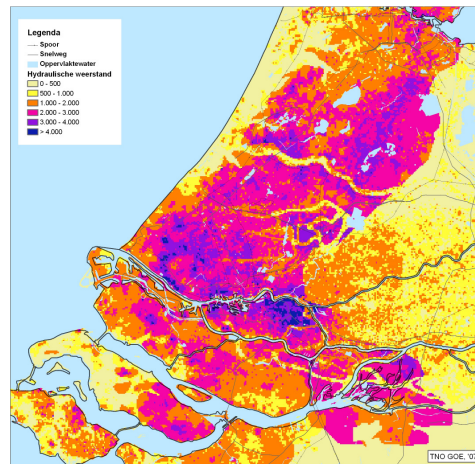 Legenda
Spoor
Snelweg
Oppervlaktewater
Hydraulische weerstand
0 - 500
500 - 1.000
1.000 - 2.000
2.000 - 3.000
3.000 - 4.000
> 4.000
TNO GOE, '07